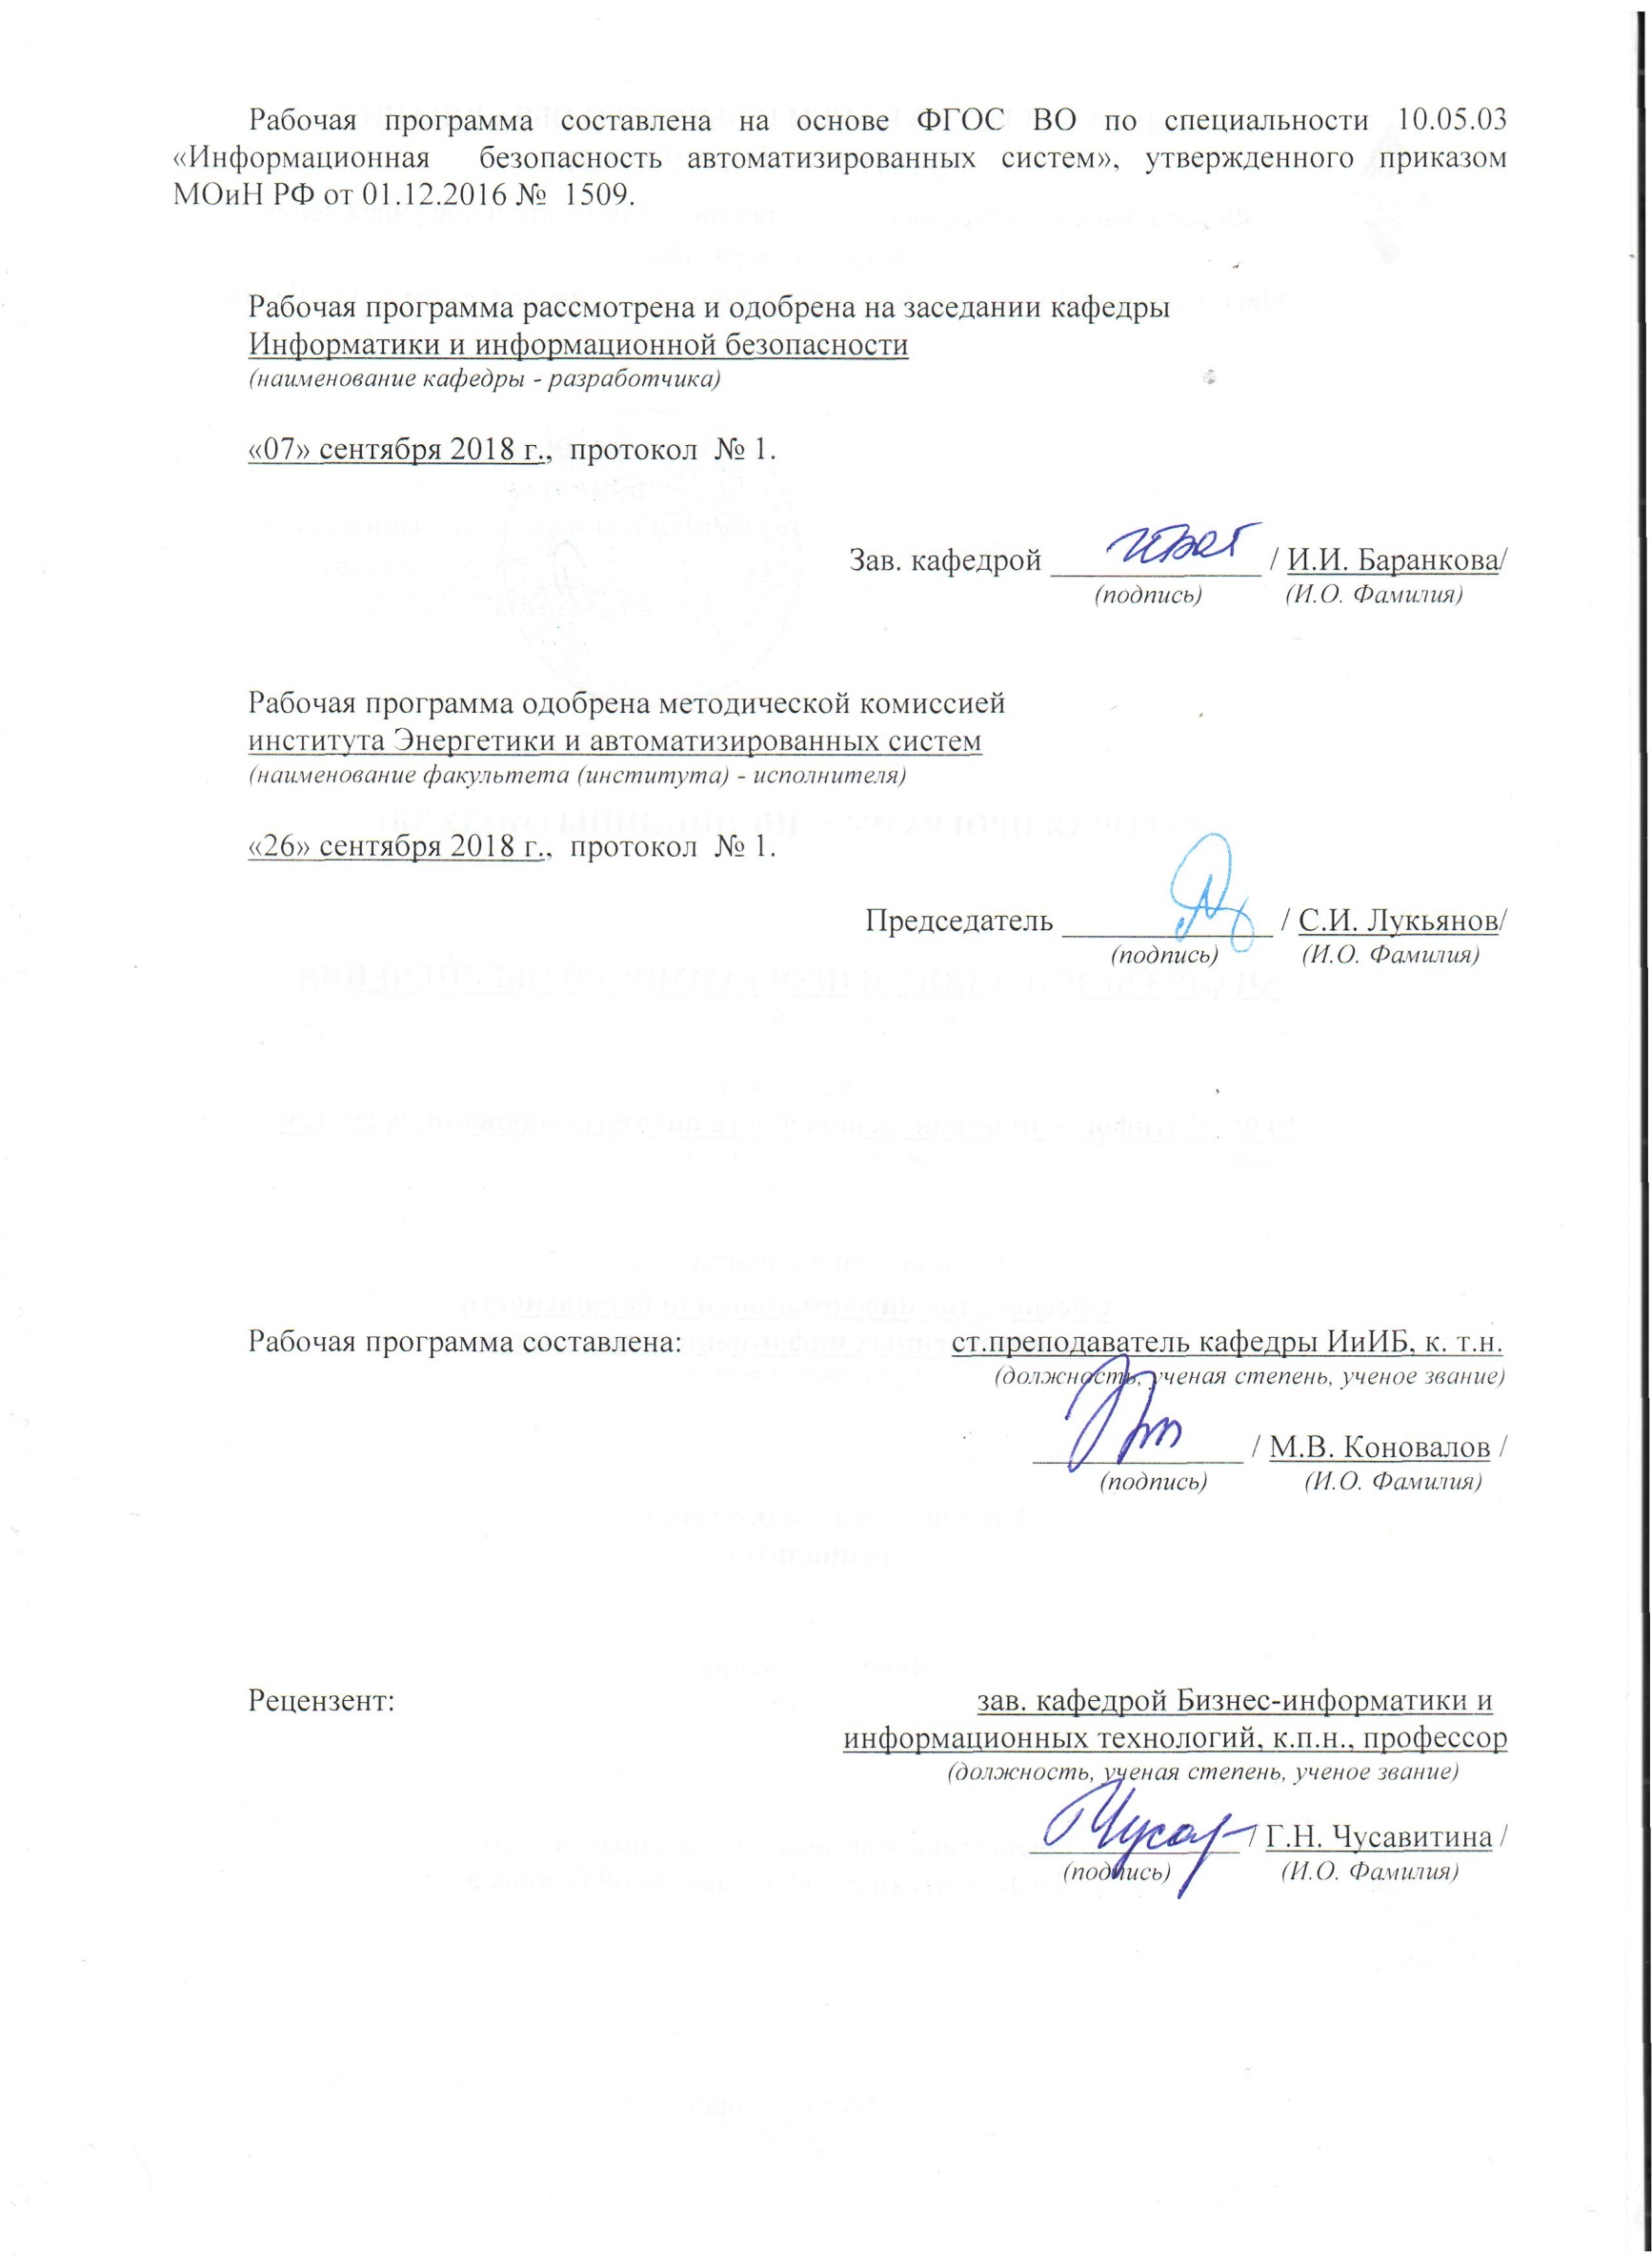 Рабочая программа составлена на основе ФГОС ВО по специальности 10.05.03
«Информационная безопасность автоматизированных систем», утвержденного приказом
МОиН РФ от 01.12.2016 № 1509.
Рабочая программа рассмотрена и одобрена на заседании кафедры
Информатики и информационной безопасности
(наименование кафедры - разработчика)
«07» сентября 2018 г., протокол № 1.
Зав. кафедрой _____________ / И.И. Баранкова/
(подпись) (И.О. Фамилия)
Рабочая программа одобрена методической комиссией
института Энергетики и автоматизированных систем
(наименование факультета (института) - исполнителя)
«26» сентября 2018 г., протокол № 1.
Председатель _____________ / С.И. Лукьянов/
(подпись) (И.О. Фамилия)
Рабочая программа составлена: ст.преподаватель кафедры ИиИБ, к. т.н.
(должность, ученая степень, ученое звание)
_____________ / М.В. Коновалов /
(подпись) (И.О. Фамилия)
Рецензент: зав. кафедрой Бизнес-информатики и
информационных технологий, к.п.н., профессор
(должность, ученая степень, ученое звание)
_____________ / Г.Н. Чусавитина /
(подпись) (И.О. Фамилия)